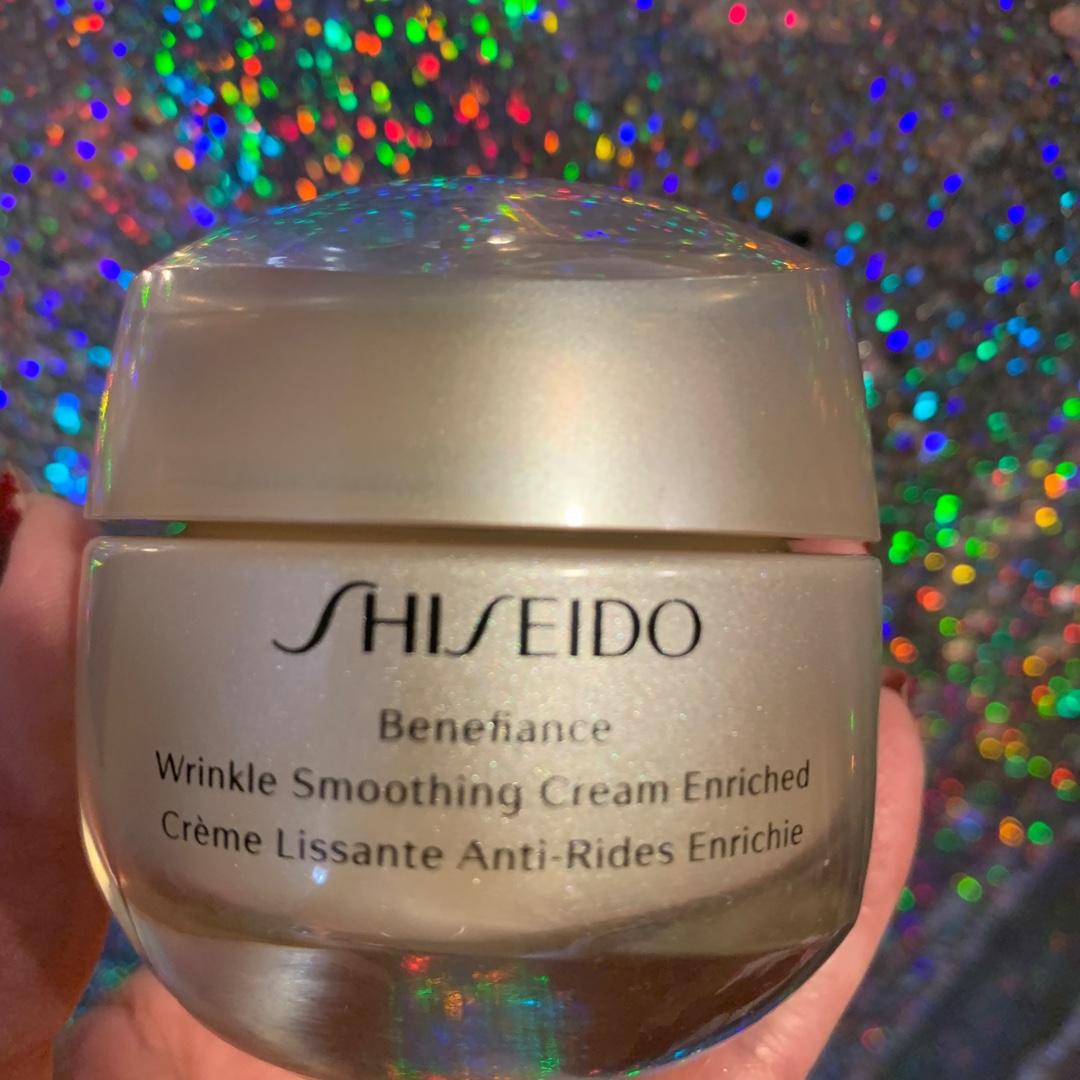 SHISEIDO
Benefiance
Wrinkle Smoothing Cream Enriched
Crème Lissante Anti-Rides Enrichie